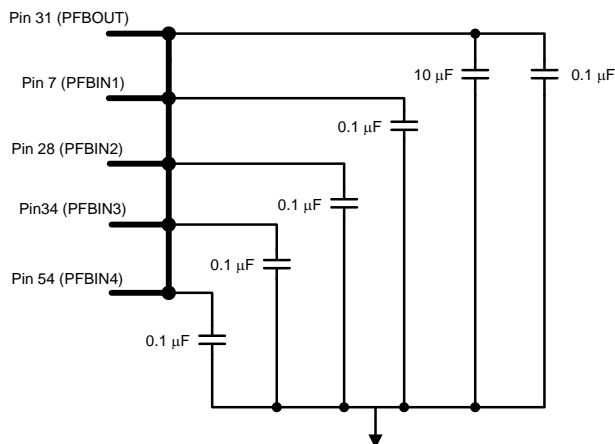 Pin 31 (PFBOUT)
10 µF
0.1 µF
Pin 7 (PFBIN1)
0.1 µF
Pin 28 (PFBIN2)
0.1 µF
Pin34 (PFBIN3)
0.1 µF
Pin 54 (PFBIN4)
0.1 µF